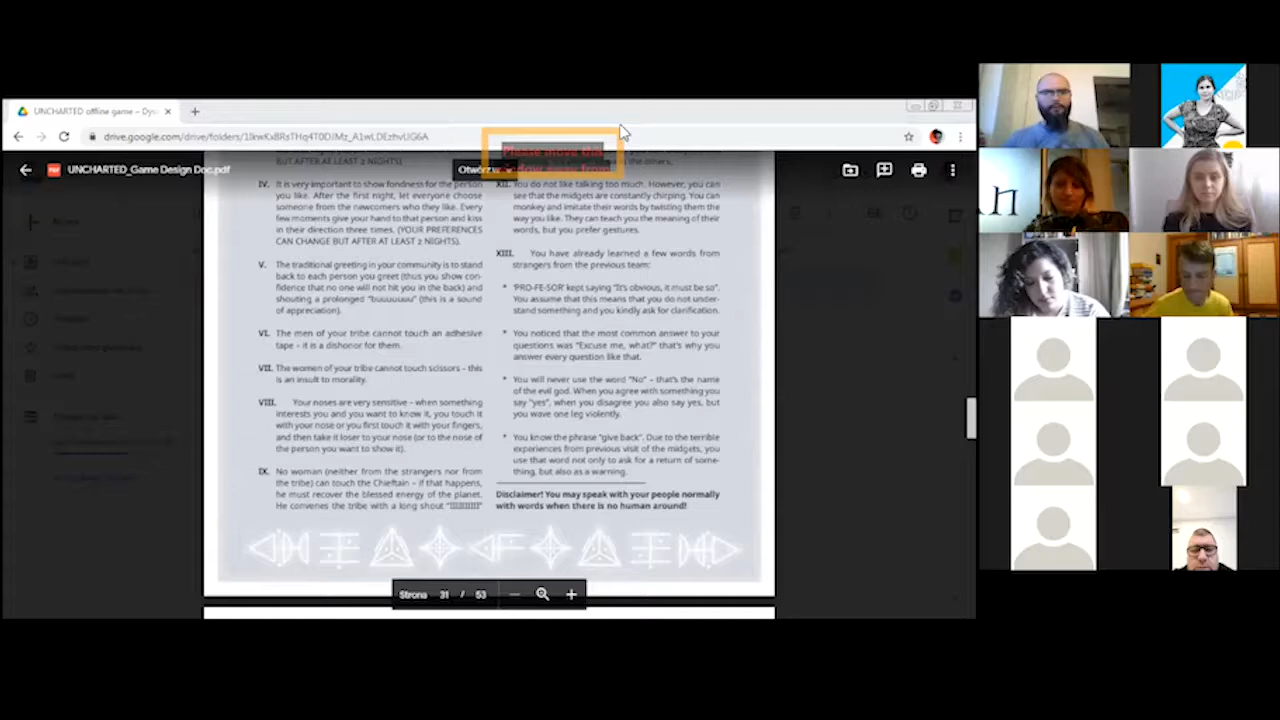 UNCHARTED offline game – Dys
drive.google.com/drive/folders/
UNCHARTED_Game Design Doc.pdf
Please move this
Otwórz w
BUT AFTER AT LEAST 2 NIGHTS)
IV. It is very important to show fondness for the person
you like. After the first night, let everyone choose
someone from the newcomers who they like. Every
few moments give your hand to that person and kiss
in their direction three times. (YOUR PREFERENCES
CAN CHANGE BUT AFTER AT LEAST 2 NIGHTS).
V. The traditional greeting in your community is to stand
back to each person you greet (thus you show con-
fidence that no one will not hit you in the back) and
shouting a prolonged "buuuuuuu" (this is a sound
of appreciation).
VI. The men of your tribe cannot touch an adhesive
tape – it is a dishonor for them.
VII. The women of your tribe cannot touch scissors – this
is an insult to morality.
VIII. Your noses are very sensitive – when something
interests you and you want to know it, you touch it
with your nose or you first touch it with your fingers,
and then take it loser to your nose (or to the nose of
the person you want to show it).
IX. No woman (neither from the strangers nor from
the tribe) can touch the Chieftain – if that happens,
he must recover the blessed energy of the planet.
He convenes the tribe with a long shout
the others,
XII. You do not like talking too much. However, you can
see that the midgets are constantly chirping. You can
monkey and imitate their words by twisting them the
way you like. They can teach you the meaning of their
words, but you prefer gestures.
XIII. You have already learned a few words from
strangers from the previous team:
* 'PRO-FE-SOR' kept saying "It's obvious, it must be so".
You assume that this means that you do not under-
stand something and you kindly ask for clarification.
* You noticed that the most common answer to your
questions was "Excuse me, what?" that's why you
answer every question like that.
* You will never use the word "No" – that's the name
of the evil god. When you agree with something you
say "yes", when you disagree you also say yes, but
you wave one leg violently.
* You know the phrase "give back". Due to the terrible
experiences from previous visit of the midgets, you
use that word not only to ask for a return of some-
thing, but also as a warning.
Disclaimer! You may speak with your people normally
with words when there is no human around!
Strona 31 / 53